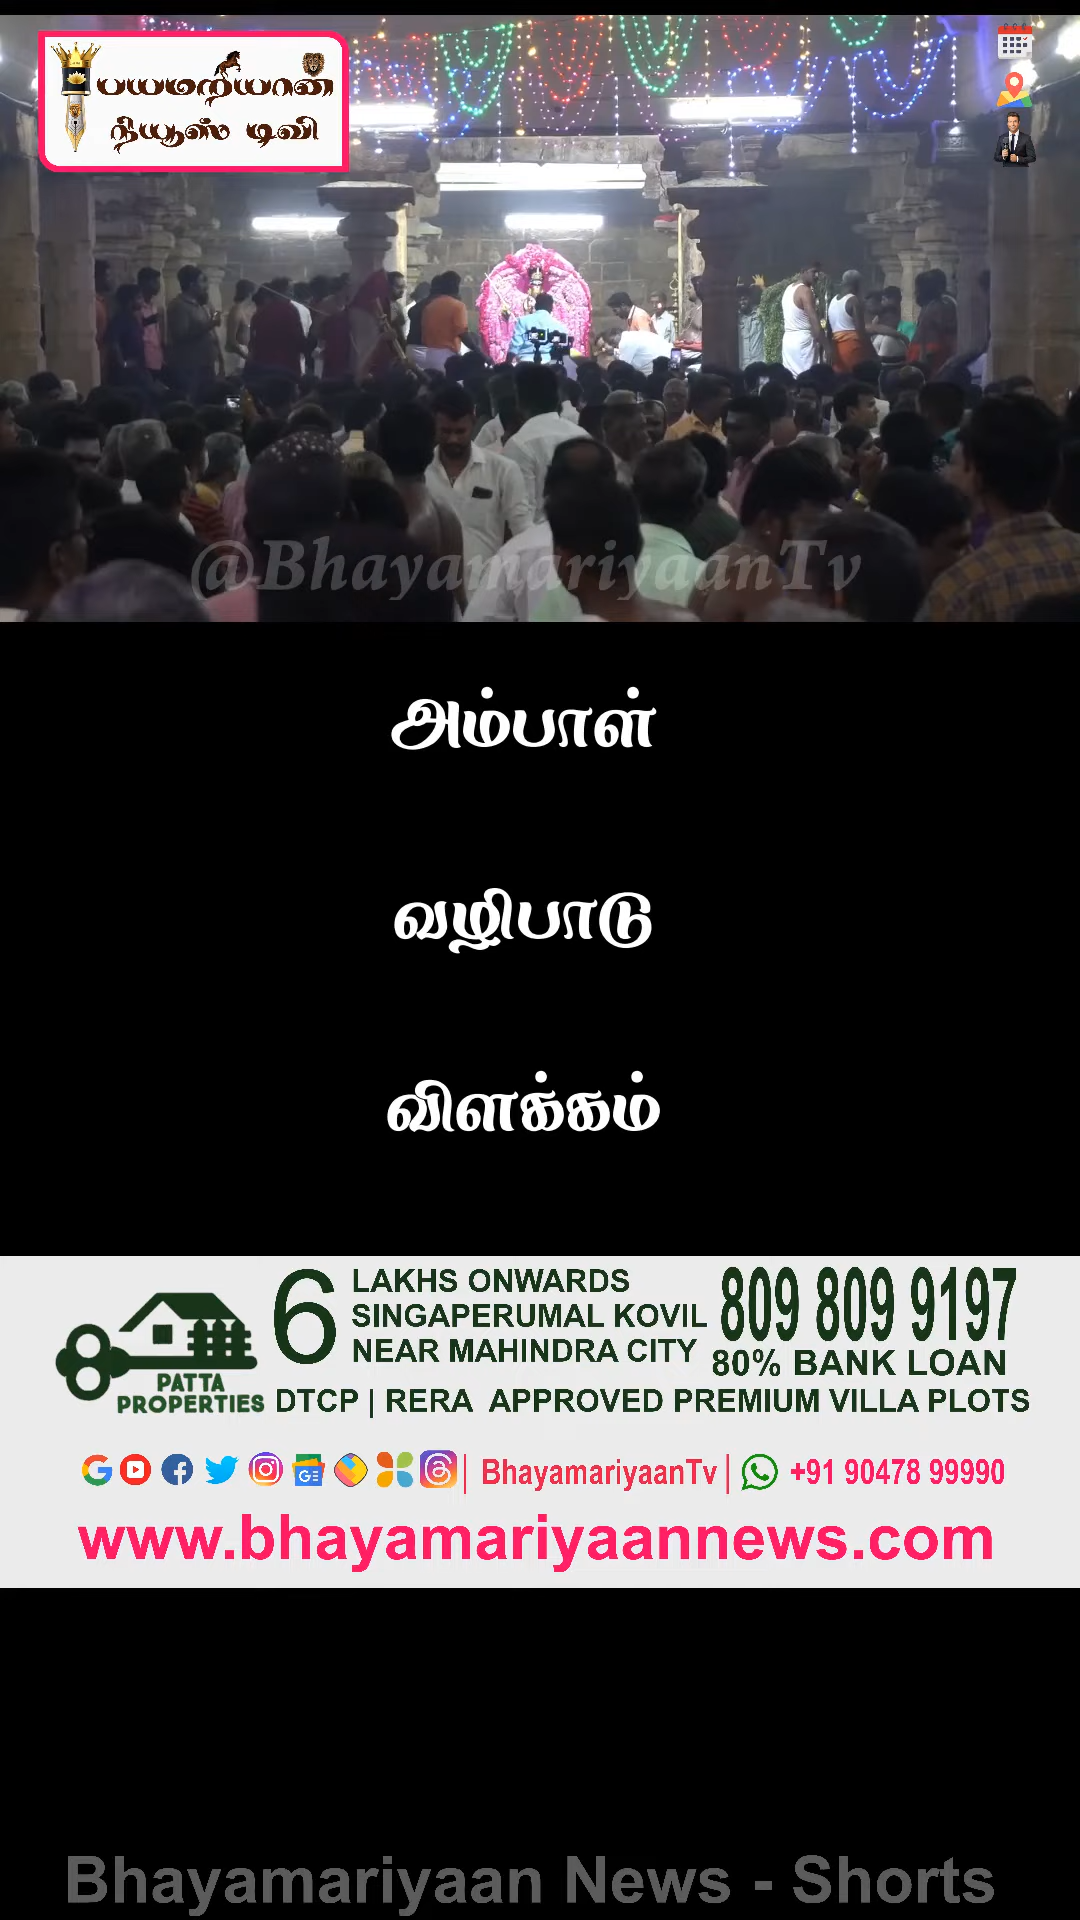 பயமறியான்
நியூஸ் டிவி
@BhayamariyaanTv
அம்பாள்
வழிபாடு
விளக்கம்
6
LAKHS ONWARDS
SINGAPERUMAL KOVIL
NEAR MAHINDRA CITY
809 809 9197
80% BANK LOAN
PATTA
PROPERTIES
DTCP | RERA APPROVED PREMIUM VILLA PLOTS
| BhayamariyaanTv | +91 90478 99990
www.bhayamariyaannews.com
Bhayamariyaan News - Shorts